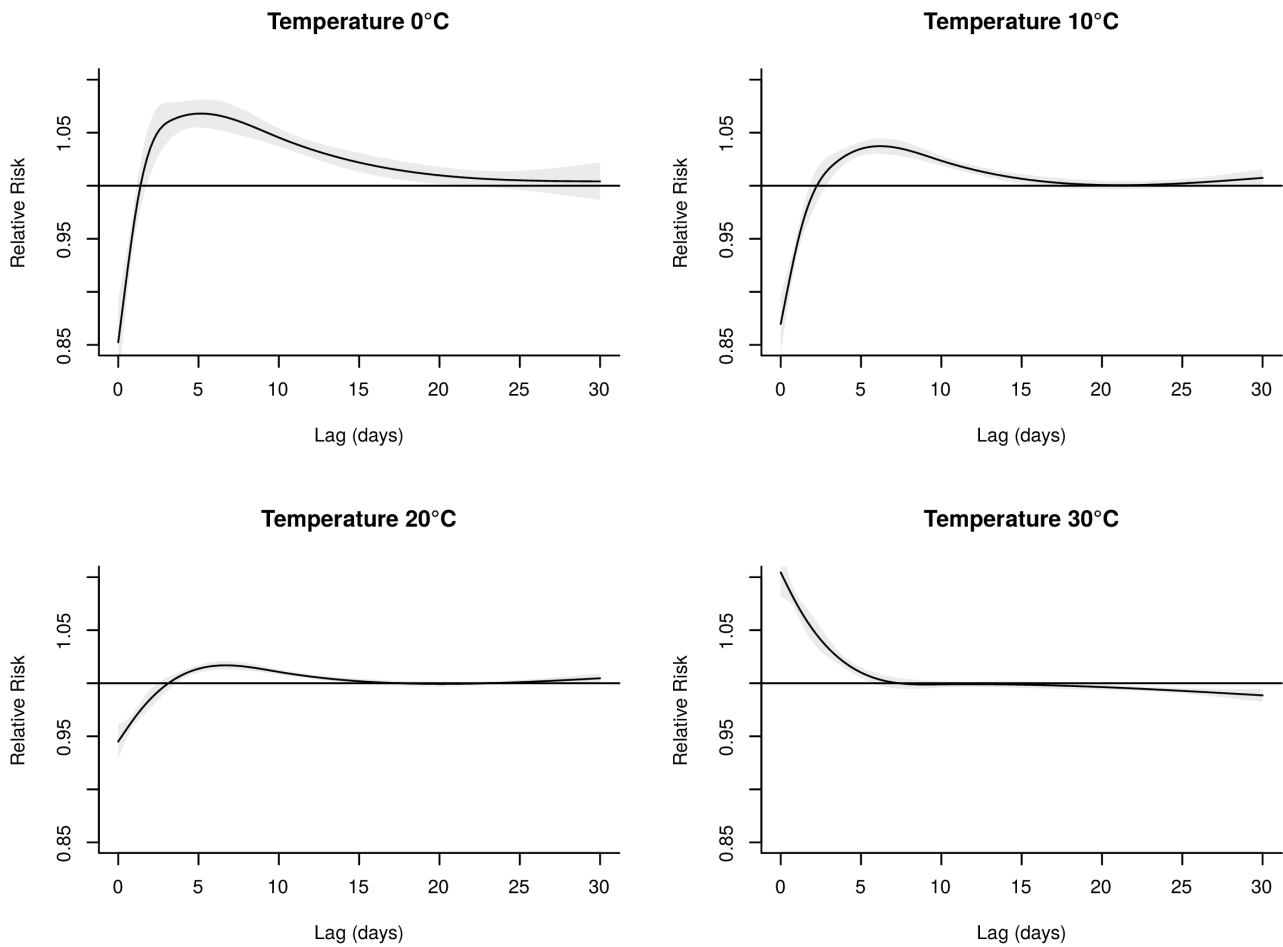 Temperature 0°C
Relative Risk
0.85 0.95 1.05
0 5 10 15 20 25 30
Lag (days)
Temperature 10°C
Relative Risk
0.85 0.95 1.05
0 5 10 15 20 25 30
Lag (days)
Temperature 20°C
Relative Risk
0.85 0.95 1.05
0 5 10 15 20 25 30
Lag (days)
Temperature 30°C
Relative Risk
0.85 0.95 1.05
0 5 10 15 20 25 30
Lag (days)